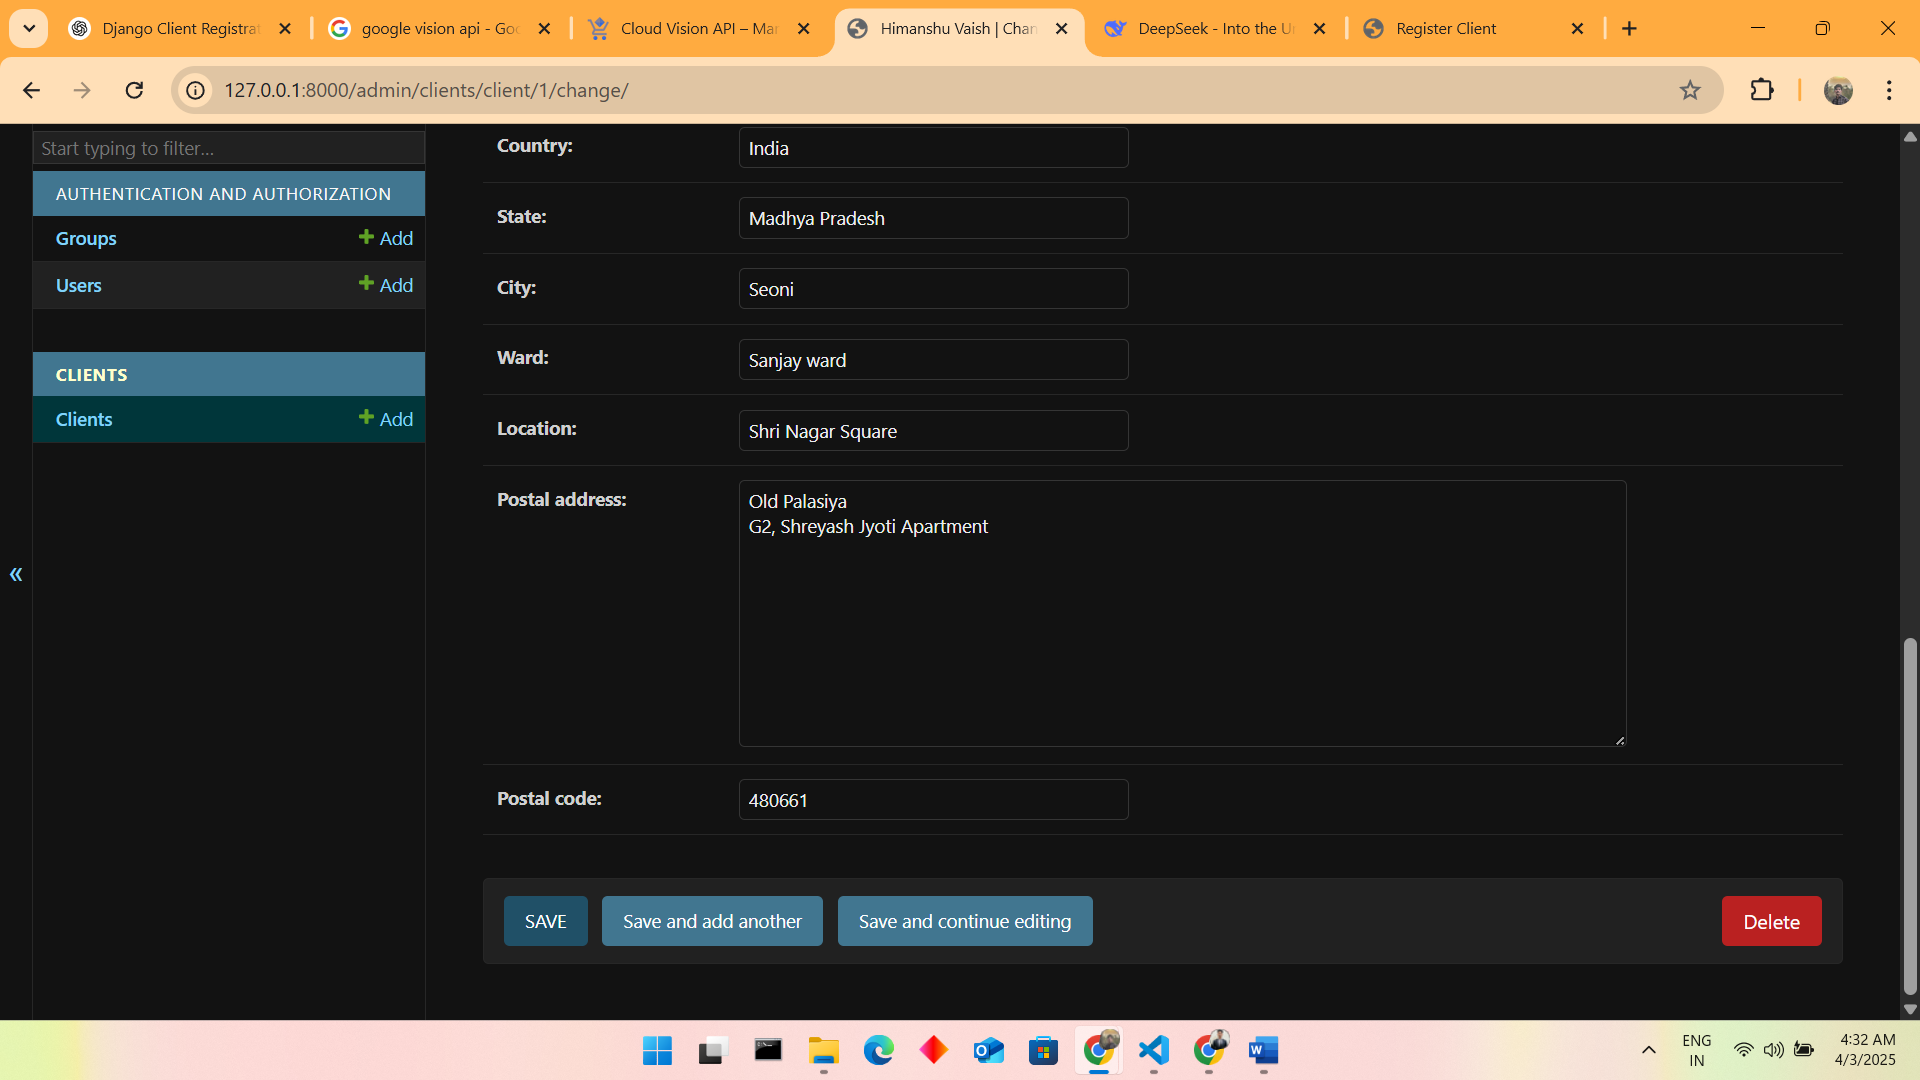 Django Client Registrat
google vision api - Goo
Cloud Vision API – Mar
Himanshu Vaish | Chan
DeepSeek - Into the Un
Register Client
127.0.0.1:8000/admin/clients/client/1/change/
Start typing to filter...
AUTHENTICATION AND AUTHORIZATION
Groups
Add
Users
Add
CLIENTS
Clients
Add
«
Country:
India
State:
Madhya Pradesh
City:
Seoni
Ward:
Sanjay ward
Location:
Shri Nagar Square
Postal address:
Old Palasiya
G2, Shreyash Jyoti Apartment
Postal code:
480661
SAVE
Save and add another
Save and continue editing
Delete
ENG
IN
4:32 AM
4/3/2025